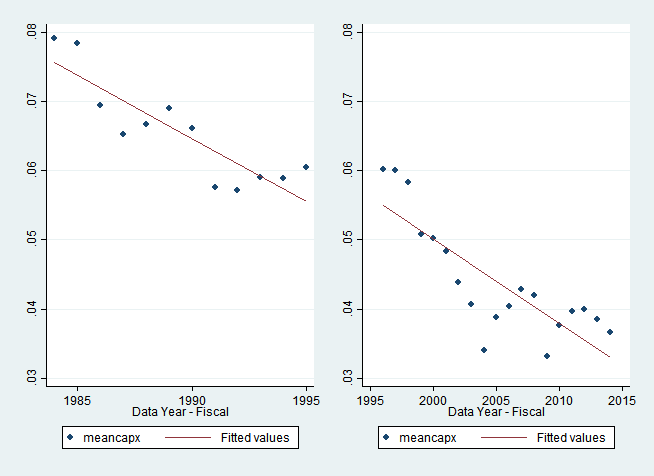 .08
.07
.06
.05
.04
.03
1985 1990 1995
Data Year - Fiscal
meancapx Fitted values
.08
.07
.06
.05
.04
.03
1995 2000 2005 2010 2015
Data Year - Fiscal
meancapx Fitted values